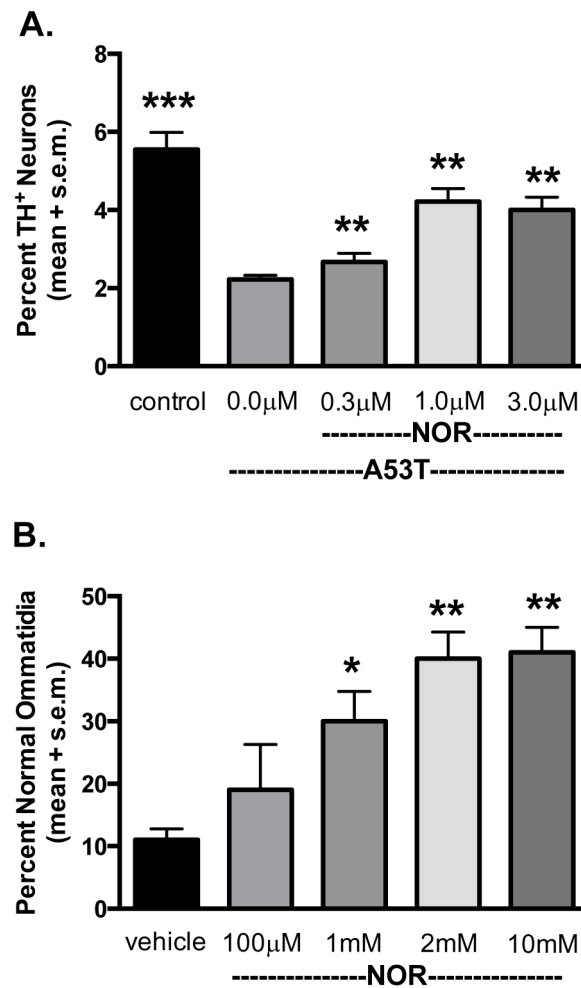 A.
Percent TH⁺ Neurons
(mean + s.e.m.)
8
6
4
2
0
***
**
**
**
control 0.0μM 0.3μM 1.0μM 3.0μM
-----------NOR-----------
----------------A53T----------------
B.
Percent Normal Ommatidia
(mean + s.e.m.)
50
40
30
20
10
0
*
**
**
vehicle 100μM 1mM 2mM 10mM
----------------NOR----------------